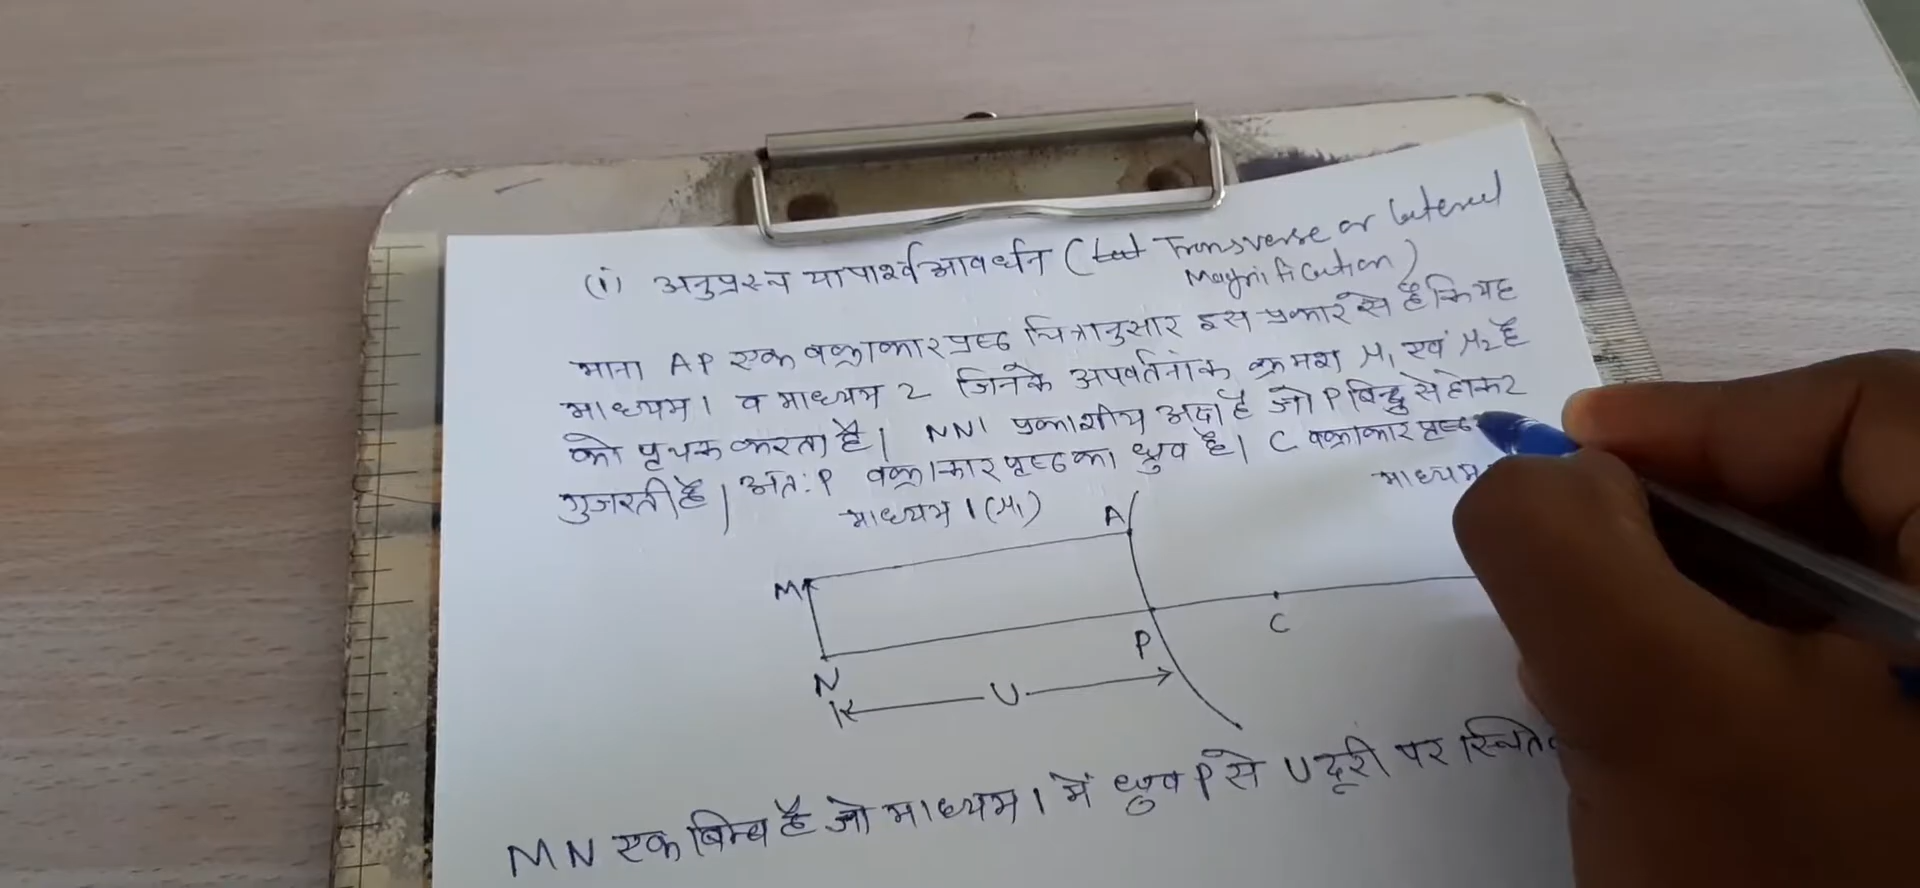 (i) अनुप्रस्थ या पार्श्व आवर्धन ( Transverse or lateral
Magnification)
माना AP एक वक्राकार पृष्ठ चित्रानुसार इस प्रकार से है कि यह
माध्यम 1 व माध्यम 2 जिनके अपवर्तनांक क्रमश μ₁ एवं μ₂ है
को पृथक करता है। NN' प्रकाशीय अक्ष है जो P बिन्दु से होकर
गुजरती है। अतः P वक्राकार पृष्ठ का ध्रुव है। C वक्राकार पृष्ठ
माध्यम 1 (μ₁)
माध्यम
A
M
P
C
N
U
MN एक बिम्ब है जो माध्यम 1 में ध्रुव P से U दूरी पर स्थित